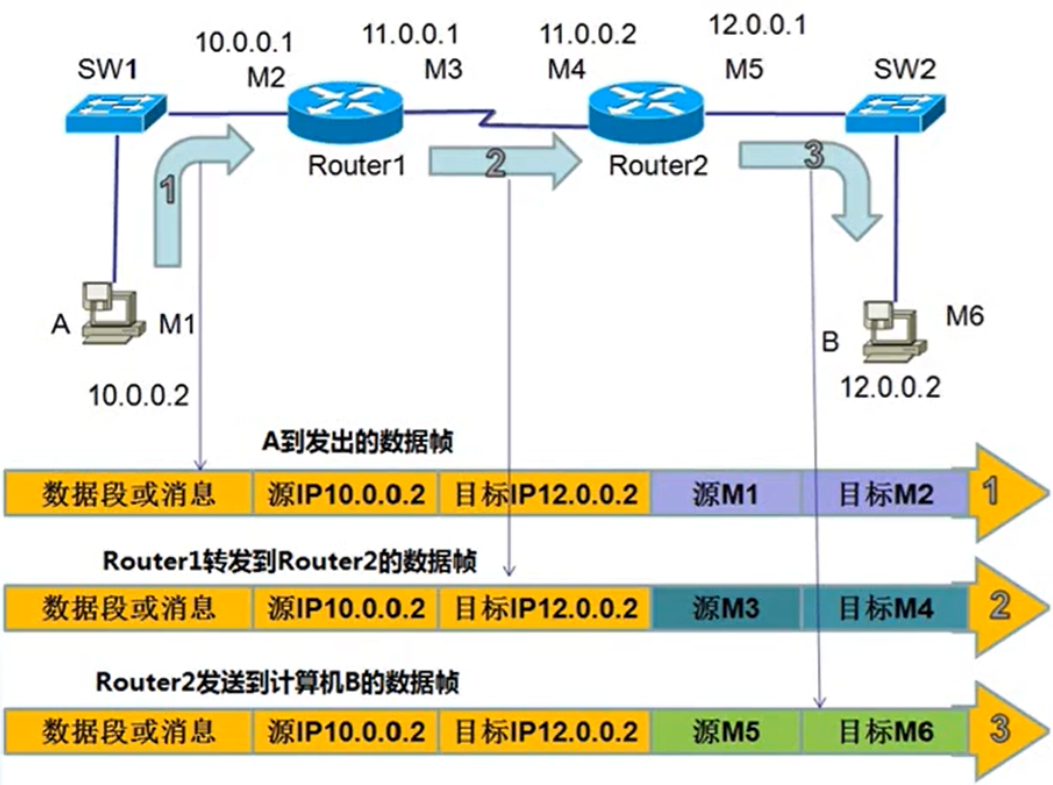 10.0.0.1
11.0.0.1
11.0.0.2
12.0.0.1
SW1
M2
M3
M4
M5
SW2
Router1
2
Router2
3
1
A
M1
B
M6
10.0.0.2
12.0.0.2
A到发出的数据帧
数据段或消息 源IP10.0.0.2 目标IP12.0.0.2 源M1 目标M2 1
Router1转发到Router2的数据帧
数据段或消息 源IP10.0.0.2 目标IP12.0.0.2 源M3 目标M4 2
Router2发送到计算机B的数据帧
数据段或消息 源IP10.0.0.2 目标IP12.0.0.2 源M5 目标M6 3